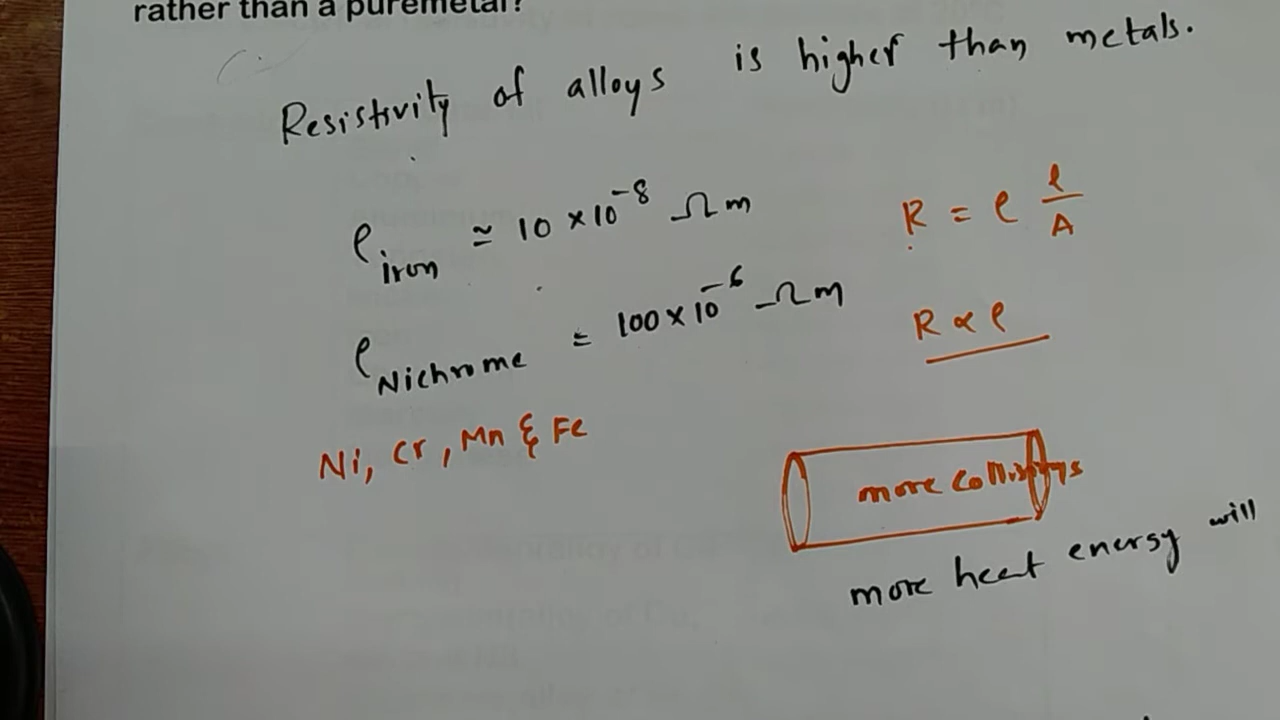 rather than a puremetal?
Resistivity of alloys is higher than metals.
ρ iron ≃ 10 × 10⁻⁸ Ωm
R = ρ l/A
ρ Nichrome = 100 × 10⁻⁶ Ωm
R ∝ ρ
Ni, Cr, Mn & Fe
more collisions
more heat energy will